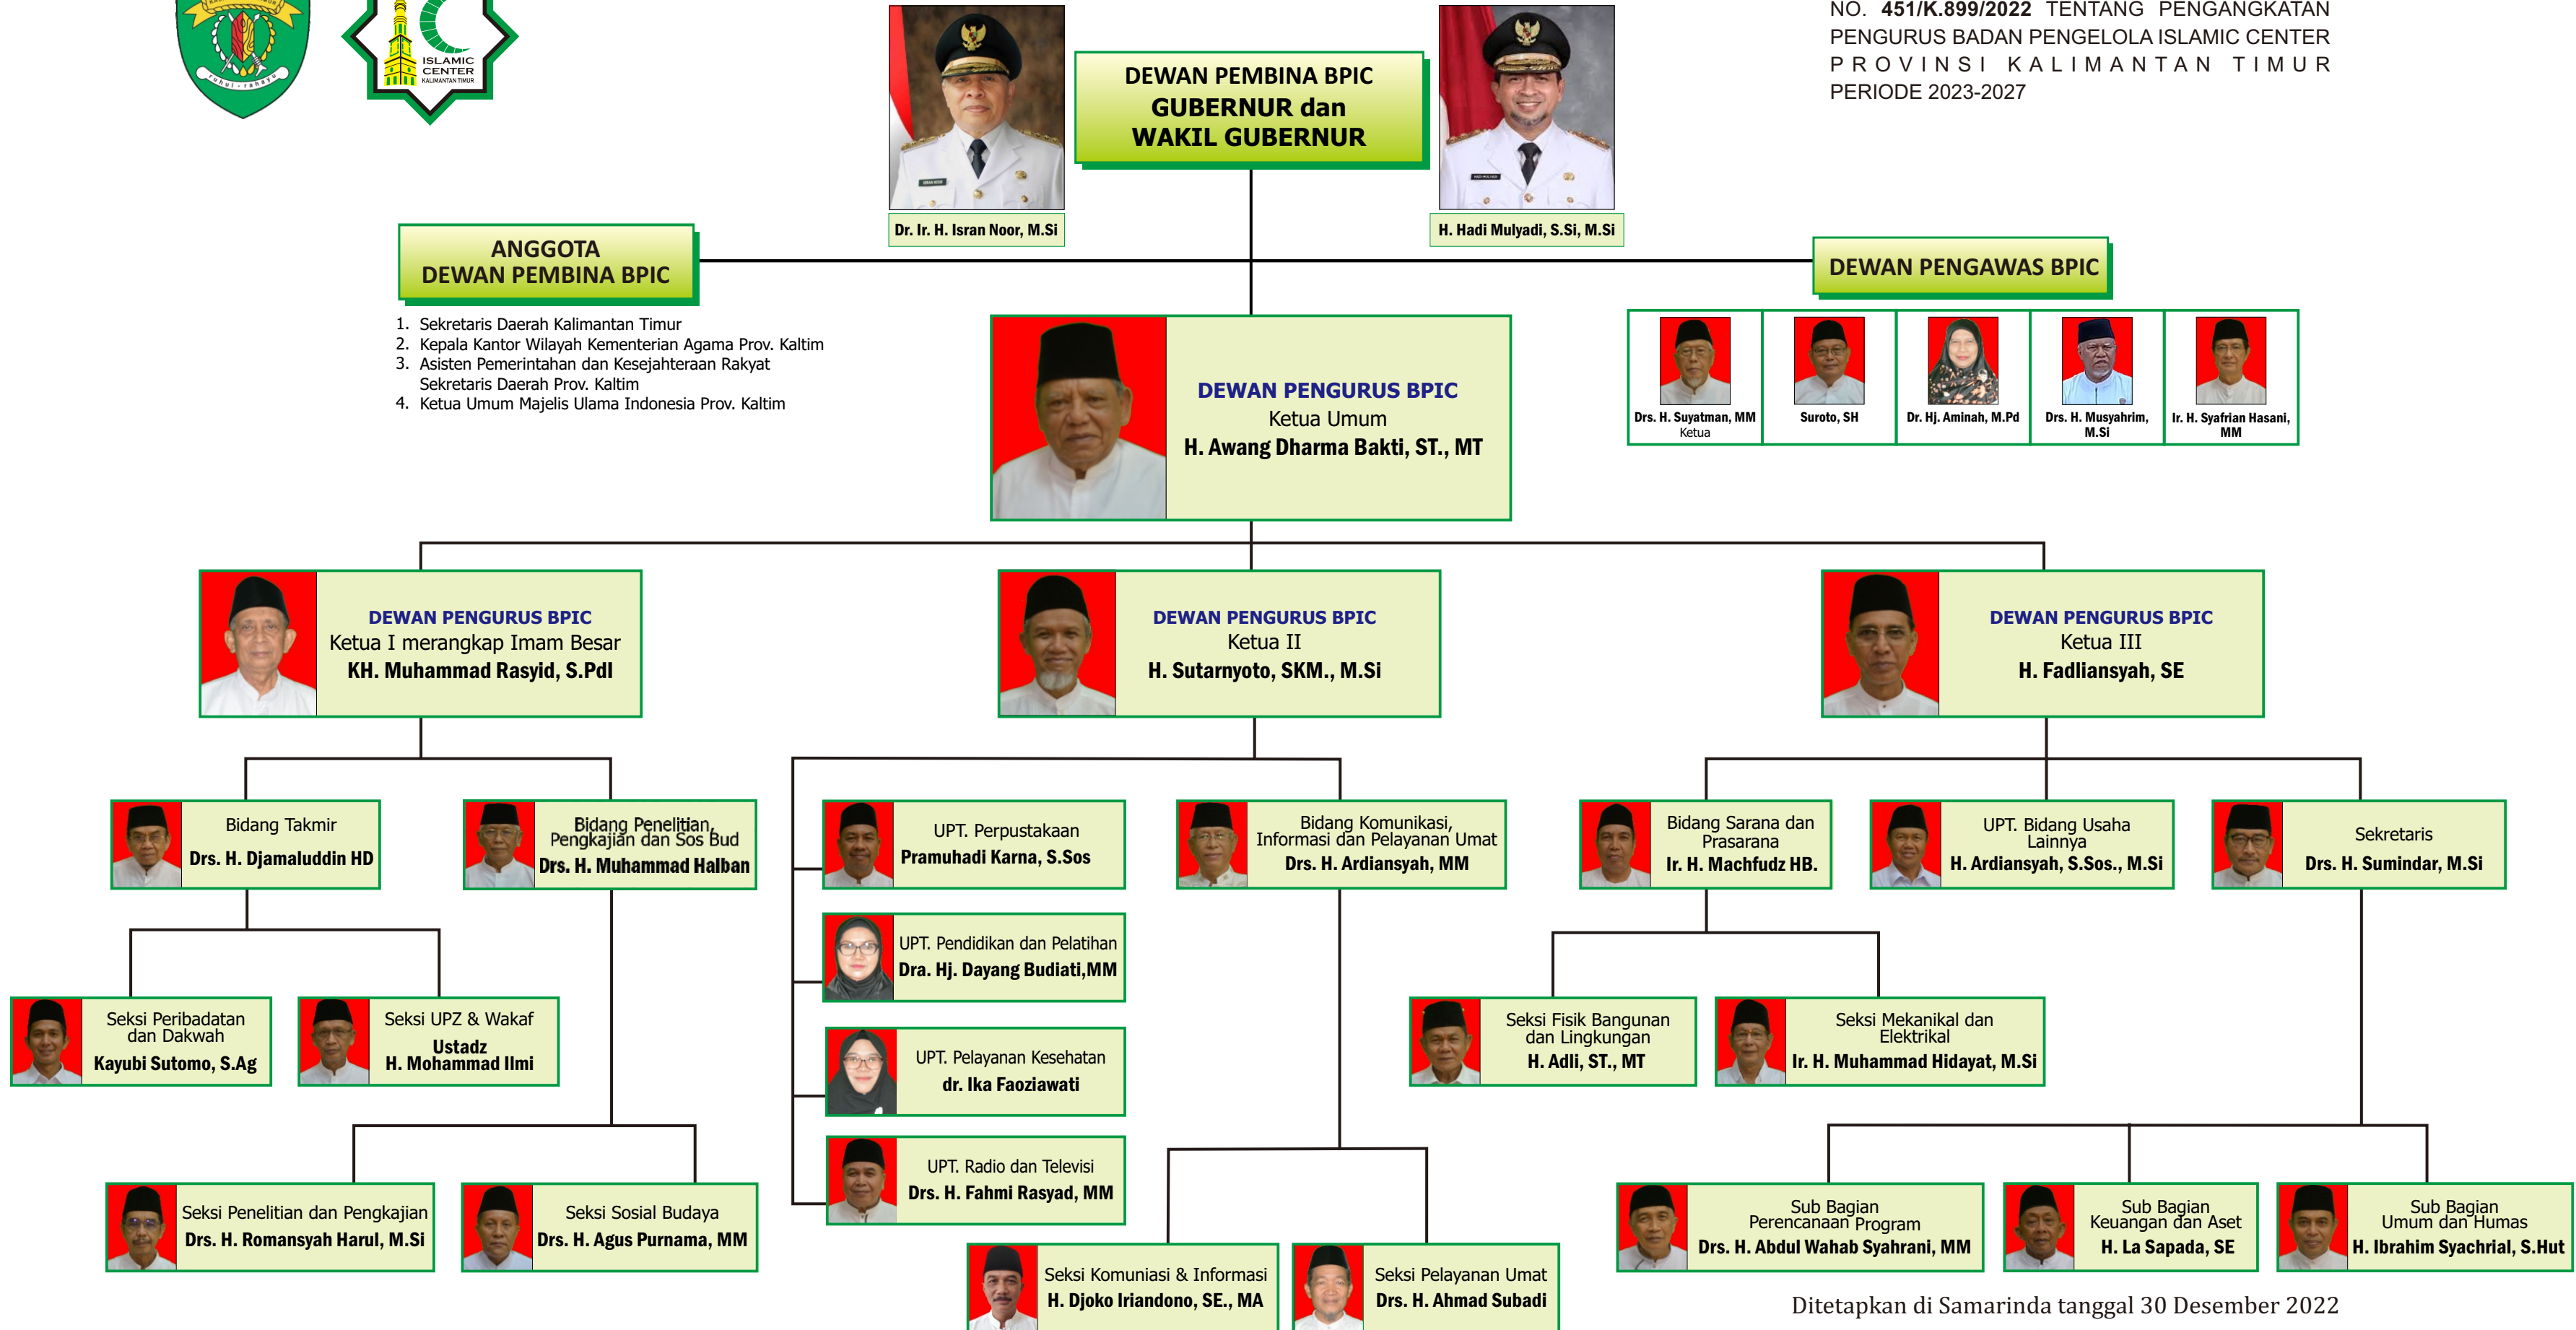 ruhui - rahayu
ISLAMIC
CENTER
KALIMANTAN TIMUR
NO. 451/K.899/2022 TENTANG PENGANGKATAN
PENGURUS BADAN PENGELOLA ISLAMIC CENTER
PROVINSI KALIMANTAN TIMUR
PERIODE 2023-2027
DEWAN PEMBINA BPIC
GUBERNUR dan
WAKIL GUBERNUR
Dr. Ir. H. Isran Noor, M.Si
H. Hadi Mulyadi, S.Si, M.Si
ANGGOTA
DEWAN PEMBINA BPIC
1. Sekretaris Daerah Kalimantan Timur
2. Kepala Kantor Wilayah Kementerian Agama Prov. Kaltim
3. Asisten Pemerintahan dan Kesejahteraan Rakyat
Sekretaris Daerah Prov. Kaltim
4. Ketua Umum Majelis Ulama Indonesia Prov. Kaltim
DEWAN PENGAWAS BPIC
Drs. H. Suyatman, MM
Ketua
Suroto, SH
Dr. Hj. Aminah, M.Pd
Drs. H. Musyahrim,
M.Si
Ir. H. Syafrian Hasani,
MM
DEWAN PENGURUS BPIC
Ketua Umum
H. Awang Dharma Bakti, ST., MT
DEWAN PENGURUS BPIC
Ketua I merangkap Imam Besar
KH. Muhammad Rasyid, S.PdI
DEWAN PENGURUS BPIC
Ketua II
H. Sutarnyoto, SKM., M.Si
DEWAN PENGURUS BPIC
Ketua III
H. Fadliansyah, SE
Bidang Takmir
Drs. H. Djamaluddin HD
Bidang Penelitian,
Pengkajian dan Sos Bud
Drs. H. Muhammad Halban
UPT. Perpustakaan
Pramuhadi Karna, S.Sos
Bidang Komunikasi,
Informasi dan Pelayanan Umat
Drs. H. Ardiansyah, MM
Bidang Sarana dan
Prasarana
Ir. H. Machfudz HB.
UPT. Bidang Usaha
Lainnya
H. Ardiansyah, S.Sos., M.Si
Sekretaris
Drs. H. Sumindar, M.Si
UPT. Pendidikan dan Pelatihan
Dra. Hj. Dayang Budiati,MM
Seksi Peribadatan
dan Dakwah
Kayubi Sutomo, S.Ag
Seksi UPZ & Wakaf
Ustadz
H. Mohammad Ilmi
UPT. Pelayanan Kesehatan
dr. Ika Faoziawati
Seksi Fisik Bangunan
dan Lingkungan
H. Adli, ST., MT
Seksi Mekanikal dan
Elektrikal
Ir. H. Muhammad Hidayat, M.Si
UPT. Radio dan Televisi
Drs. H. Fahmi Rasyad, MM
Seksi Penelitian dan Pengkajian
Drs. H. Romansyah Harul, M.Si
Seksi Sosial Budaya
Drs. H. Agus Purnama, MM
Seksi Komuniasi & Informasi
H. Djoko Iriandono, SE., MA
Seksi Pelayanan Umat
Drs. H. Ahmad Subadi
Sub Bagian
Perencanaan Program
Drs. H. Abdul Wahab Syahrani, MM
Sub Bagian
Keuangan dan Aset
H. La Sapada, SE
Sub Bagian
Umum dan Humas
H. Ibrahim Syachrial, S.Hut
Ditetapkan di Samarinda tanggal 30 Desember 2022